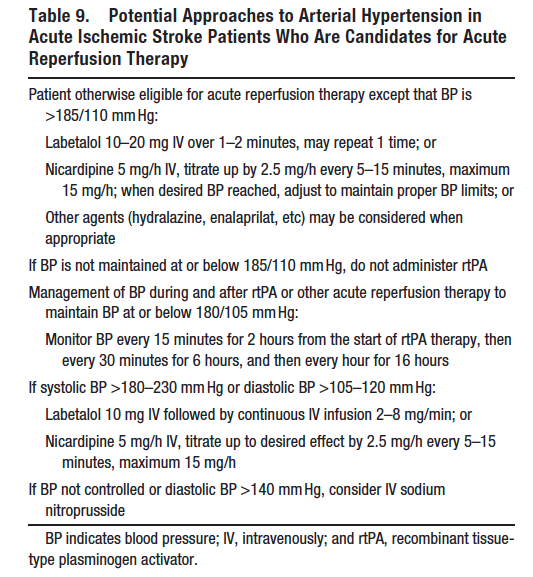 Table 9. Potential Approaches to Arterial Hypertension in
Acute Ischemic Stroke Patients Who Are Candidates for Acute
Reperfusion Therapy
Patient otherwise eligible for acute reperfusion therapy except that BP is
>185/110 mm Hg:
Labetalol 10–20 mg IV over 1–2 minutes, may repeat 1 time; or
Nicardipine 5 mg/h IV, titrate up by 2.5 mg/h every 5–15 minutes, maximum
15 mg/h; when desired BP reached, adjust to maintain proper BP limits; or
Other agents (hydralazine, enalaprilat, etc) may be considered when
appropriate
If BP is not maintained at or below 185/110 mm Hg, do not administer rtPA
Management of BP during and after rtPA or other acute reperfusion therapy to
maintain BP at or below 180/105 mm Hg:
Monitor BP every 15 minutes for 2 hours from the start of rtPA therapy, then
every 30 minutes for 6 hours, and then every hour for 16 hours
If systolic BP >180–230 mm Hg or diastolic BP >105–120 mm Hg:
Labetalol 10 mg IV followed by continuous IV infusion 2–8 mg/min; or
Nicardipine 5 mg/h IV, titrate up to desired effect by 2.5 mg/h every 5–15
minutes, maximum 15 mg/h
If BP not controlled or diastolic BP >140 mm Hg, consider IV sodium
nitroprusside
BP indicates blood pressure; IV, intravenously; and rtPA, recombinant tissue-
type plasminogen activator.